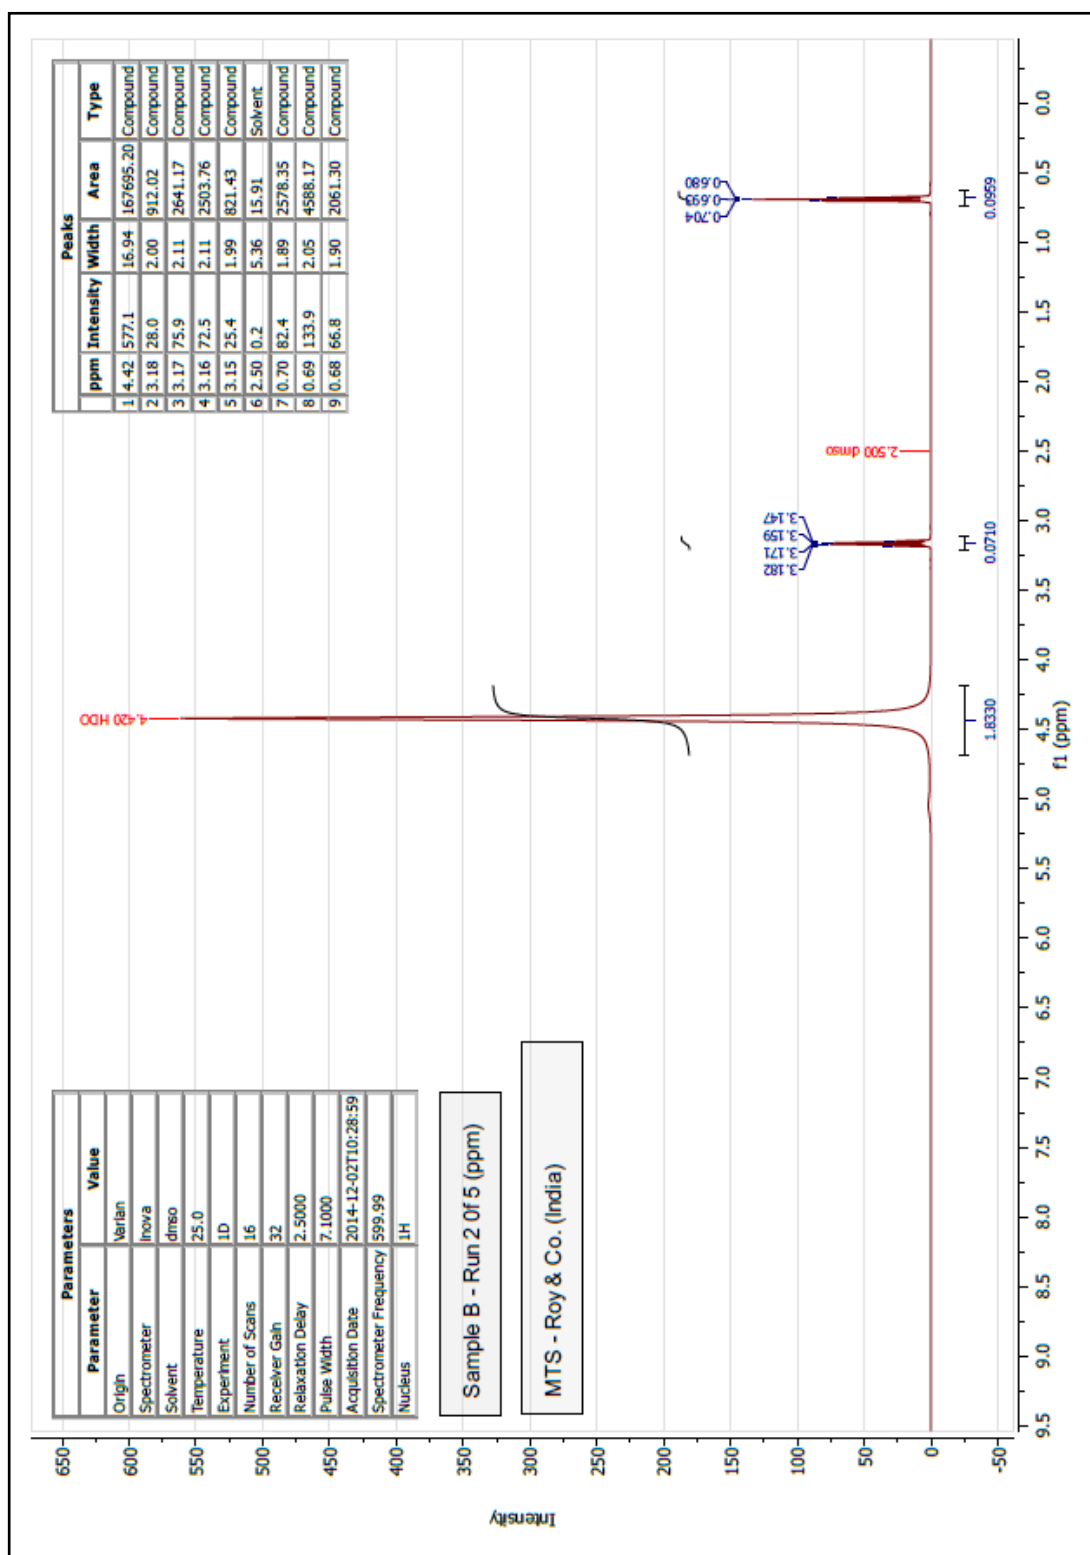 Parameters
Parameter Value
Origin Varian
Spectrometer Inova
Solvent dmso
Temperature 25.0
Experiment 1D
Number of Scans 16
Receiver Gain 32
Relaxation Delay 2.5000
Pulse Width 7.1000
Acquisition Date 2014-12-02T10:28:59
Spectrometer Frequency 599.99
Nucleus 1H
Sample B - Run 2 0f 5 (ppm)
MTS - Roy & Co. (India)
Peaks
ppm Intensity Width Area Type
1 4.42 577.1 16.94 167695.20 Compound
2 3.18 28.0 2.00 912.02 Compound
3 3.17 75.9 2.11 2641.17 Compound
4 3.16 72.5 2.11 2503.76 Compound
5 3.15 25.4 1.99 821.43 Compound
6 2.50 0.2 5.36 15.91 Solvent
7 0.70 82.4 1.89 2578.35 Compound
8 0.69 133.9 2.05 4588.17 Compound
9 0.68 66.8 1.90 2061.30 Compound
4.420 HDO
3.182
3.171
3.159
3.147
2.500 dmso
0.704
0.693
0.680
1.8330
0.0710
0.0959
650
600
550
500
450
400
350
300
250
200
150
100
50
0
-50
Intensity
9.5 9.0 8.5 8.0 7.5 7.0 6.5 6.0 5.5 5.0 4.5 4.0 3.5 3.0 2.5 2.0 1.5 1.0 0.5 0.0
f1 (ppm)